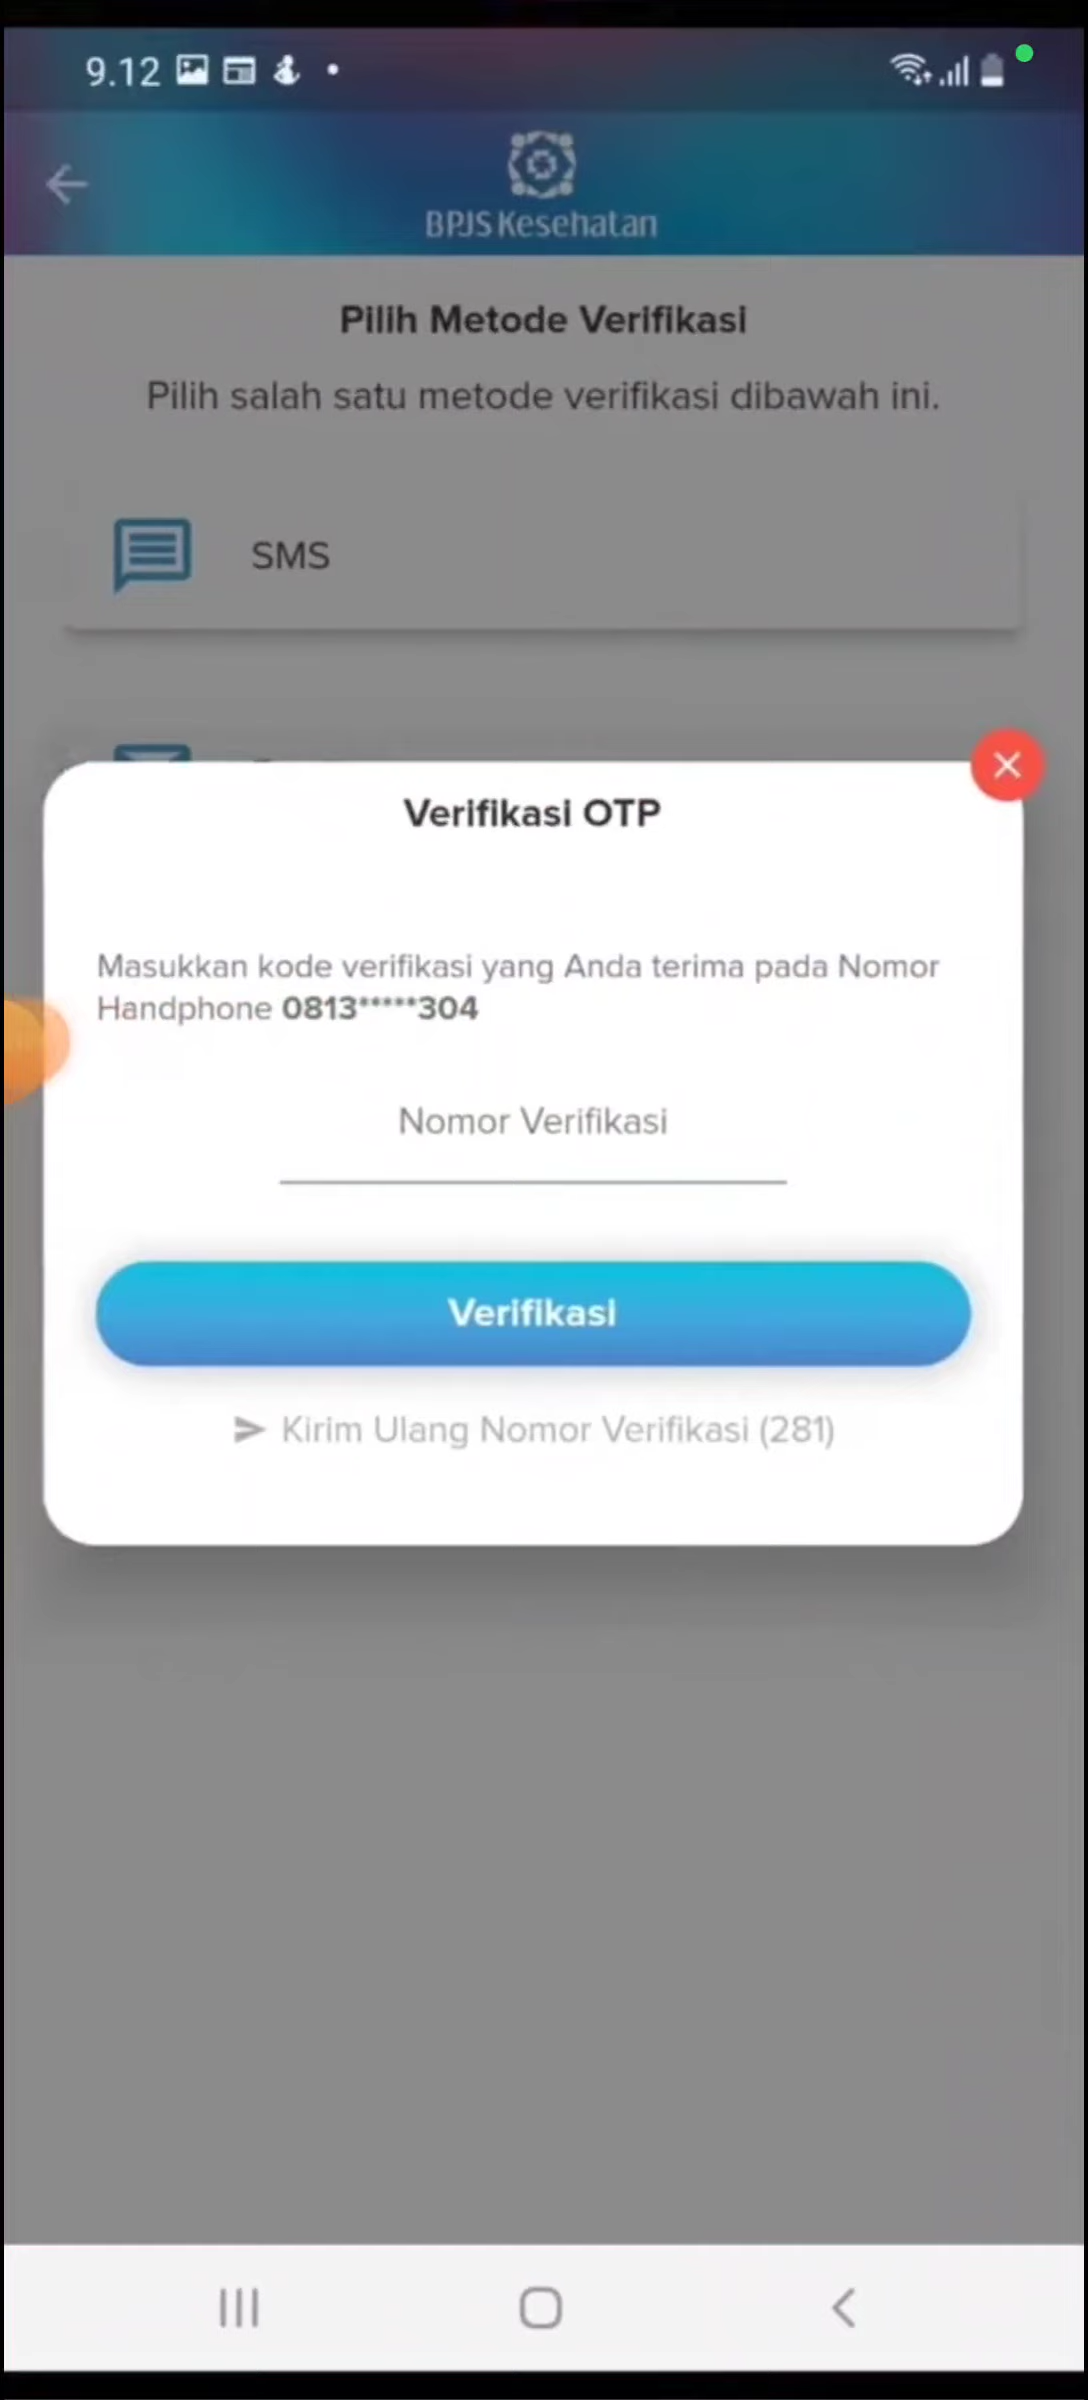 9.12
BPJS Kesehatan
Pilih Metode Verifikasi
Pilih salah satu metode verifikasi dibawah ini.
SMS
Verifikasi OTP
Masukkan kode verifikasi yang Anda terima pada Nomor
Handphone 0813*****304
Nomor Verifikasi
Verifikasi
Kirim Ulang Nomor Verifikasi (281)